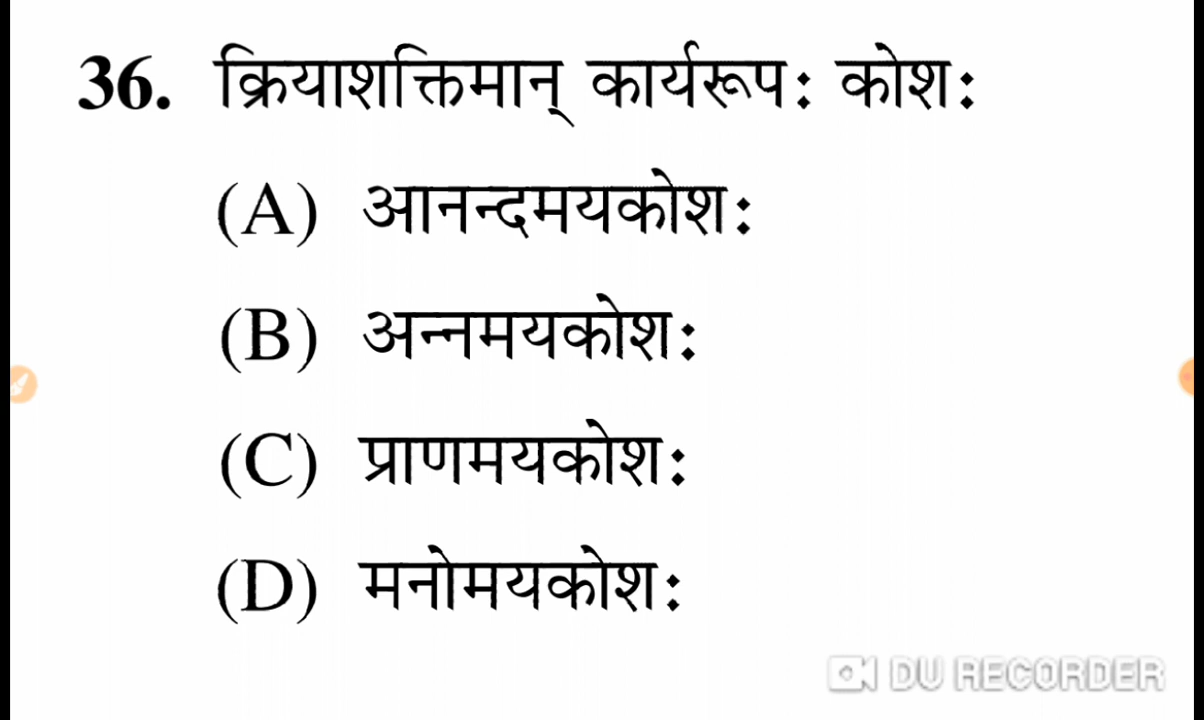 36. क्रियाशक्तिमान् कार्यरूपः कोशः
(A) आनन्दमयकोशः
(B) अन्नमयकोशः
(C) प्राणमयकोशः
(D) मनोमयकोशः
DU RECORDER